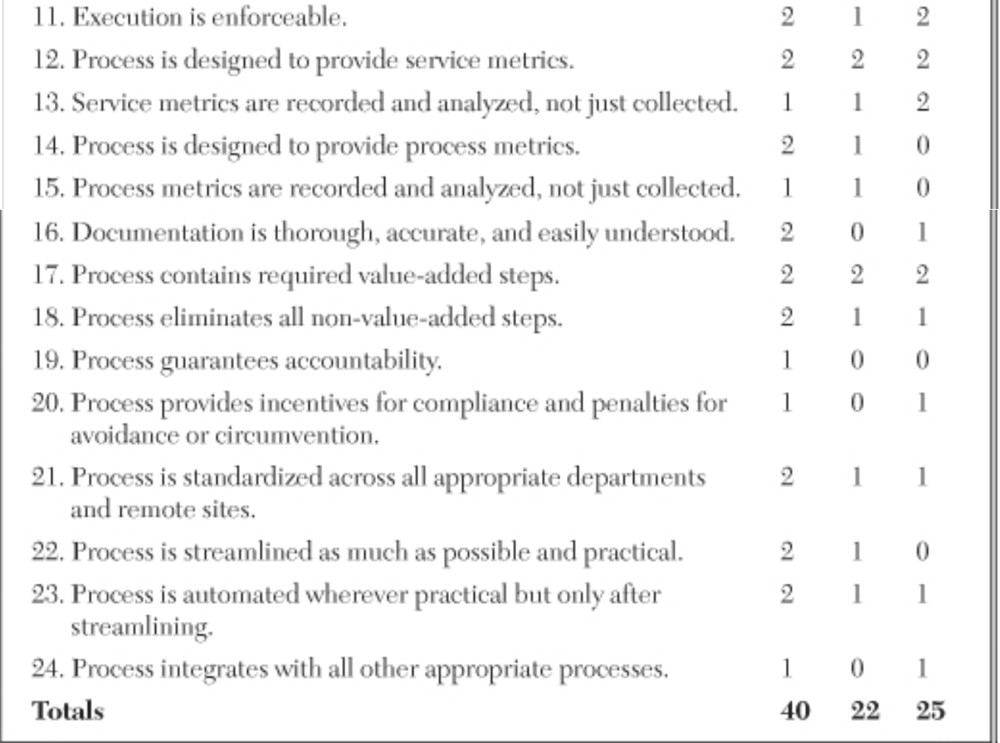 11. Execution is enforceable. 2 1 2
12. Process is designed to provide service metrics. 2 2 2
13. Service metrics are recorded and analyzed, not just collected. 1 1 2
14. Process is designed to provide process metrics. 2 1 0
15. Process metrics are recorded and analyzed, not just collected. 1 1 0
16. Documentation is thorough, accurate, and easily understood. 2 0 1
17. Process contains required value-added steps. 2 2 2
18. Process eliminates all non-value-added steps. 2 1 1
19. Process guarantees accountability. 1 0 0
20. Process provides incentives for compliance and penalties for 1 0 1
avoidance or circumvention.
21. Process is standardized across all appropriate departments 2 1 1
and remote sites.
22. Process is streamlined as much as possible and practical. 2 1 0
23. Process is automated wherever practical but only after 2 1 1
streamlining.
24. Process integrates with all other appropriate processes. 1 0 1
Totals 40 22 25